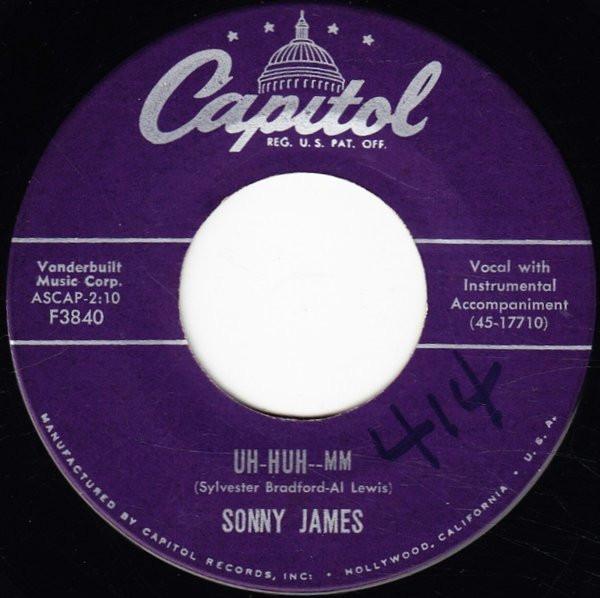 Capitol
REG. U.S. PAT. OFF.
Vanderbuilt
Music Corp.
ASCAP-2:10
F3840
Vocal with
Instrumental
Accompaniment
(45-17710)
414
UH-HUH--MM
(Sylvester Bradford-Al Lewis)
SONNY JAMES
MANUFACTURED BY CAPITOL RECORDS, INC: • HOLLYWOOD, CALIFORNIA • U.S.A.